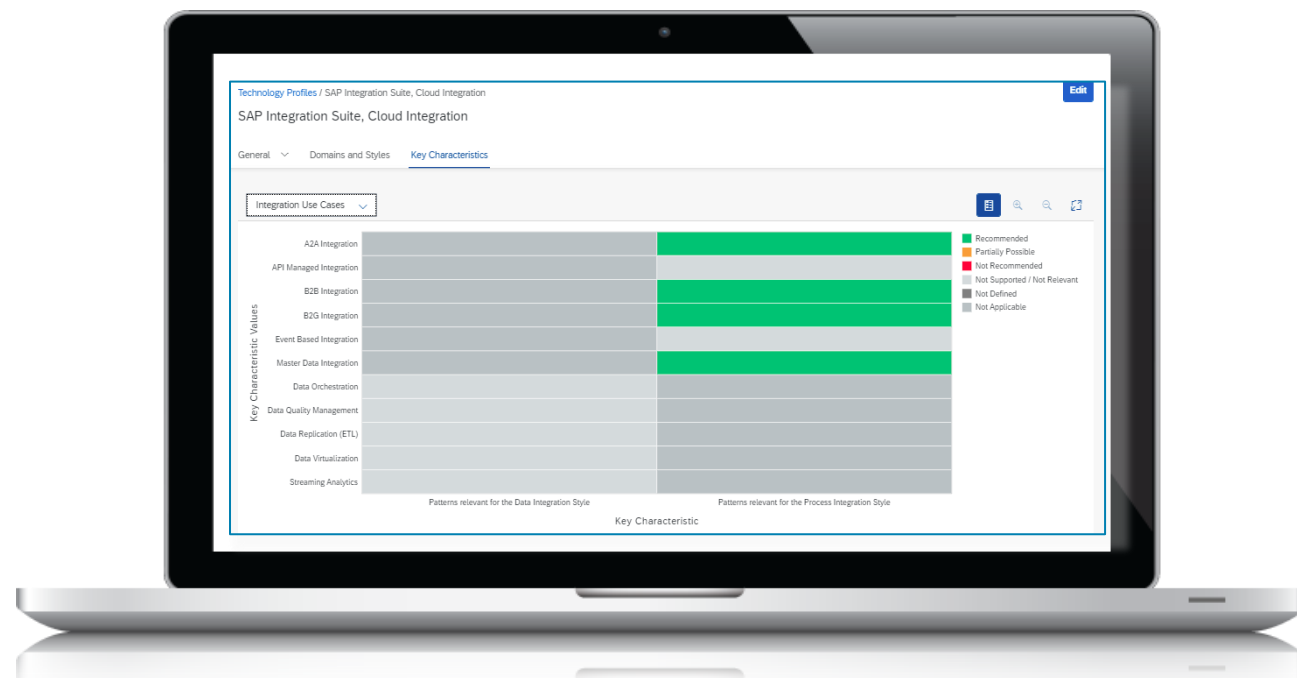 Technology Profiles / SAP Integration Suite, Cloud Integration
Edit
SAP Integration Suite, Cloud Integration
General Domains and Styles Key Characteristics
Integration Use Cases
Key Characteristic Values
A2A Integration
API Managed Integration
B2B Integration
B2G Integration
Event Based Integration
Master Data Integration
Data Orchestration
Data Quality Management
Data Replication (ETL)
Data Virtualization
Streaming Analytics
Recommended
Partially Possible
Not Recommended
Not Supported / Not Relevant
Not Defined
Not Applicable
Patterns relevant for the Data Integration Style
Patterns relevant for the Process Integration Style
Key Characteristic